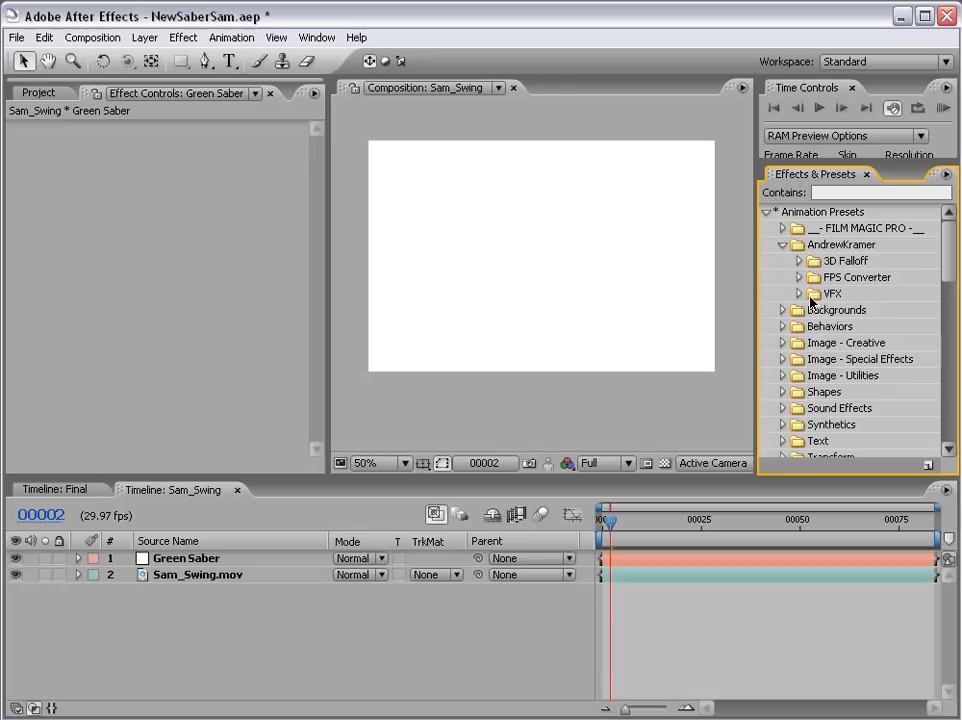 Adobe After Effects - NewSaberSam.aep *
File Edit Composition Layer Effect Animation View Window Help
Workspace: Standard
Project Effect Controls: Green Saber
Sam_Swing * Green Saber
Composition: Sam_Swing
Time Controls
RAM Preview Options
Frame Rate Skip Resolution
Effects & Presets
Contains:
* Animation Presets
__- FILM MAGIC PRO -__
AndrewKramer
3D Falloff
FPS Converter
VFX
Backgrounds
Behaviors
Image - Creative
Image - Special Effects
Image - Utilities
Shapes
Sound Effects
Synthetics
Text
Transform
50% 00002 Full Active Camera
Timeline: Final Timeline: Sam_Swing
00002 (29.97 fps)
00025 00050 00075
# Source Name Mode T TrkMat Parent
1 Green Saber Normal None
2 Sam_Swing.mov Normal None None